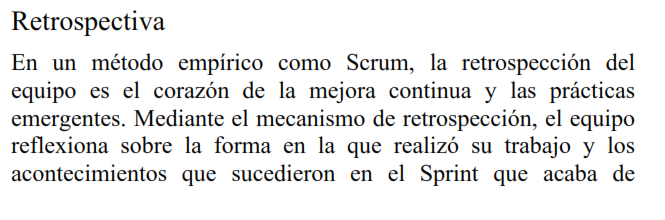 Retrospectiva
En un método empírico como Scrum, la retrospección del
equipo es el corazón de la mejora continua y las prácticas
emergentes. Mediante el mecanismo de retrospección, el equipo
reflexiona sobre la forma en la que realizó su trabajo y los
acontecimientos que sucedieron en el Sprint que acaba de